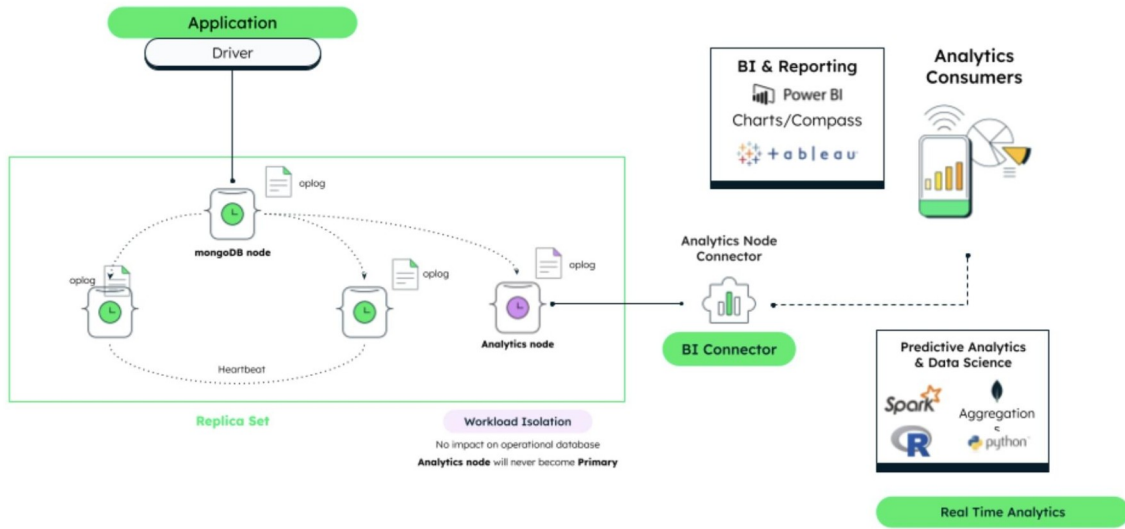 Application
Driver
BI & Reporting
Power BI
Charts/Compass
+ableau
Analytics
Consumers
oplog
mongoDB node
oplog
oplog
oplog
Analytics node
Heartbeat
Analytics Node
Connector
BI Connector
Replica Set
Workload Isolation
No impact on operational database
Analytics node will never become Primary
Predictive Analytics
& Data Science
Spark
Aggregation
s
R
python
Real Time Analytics